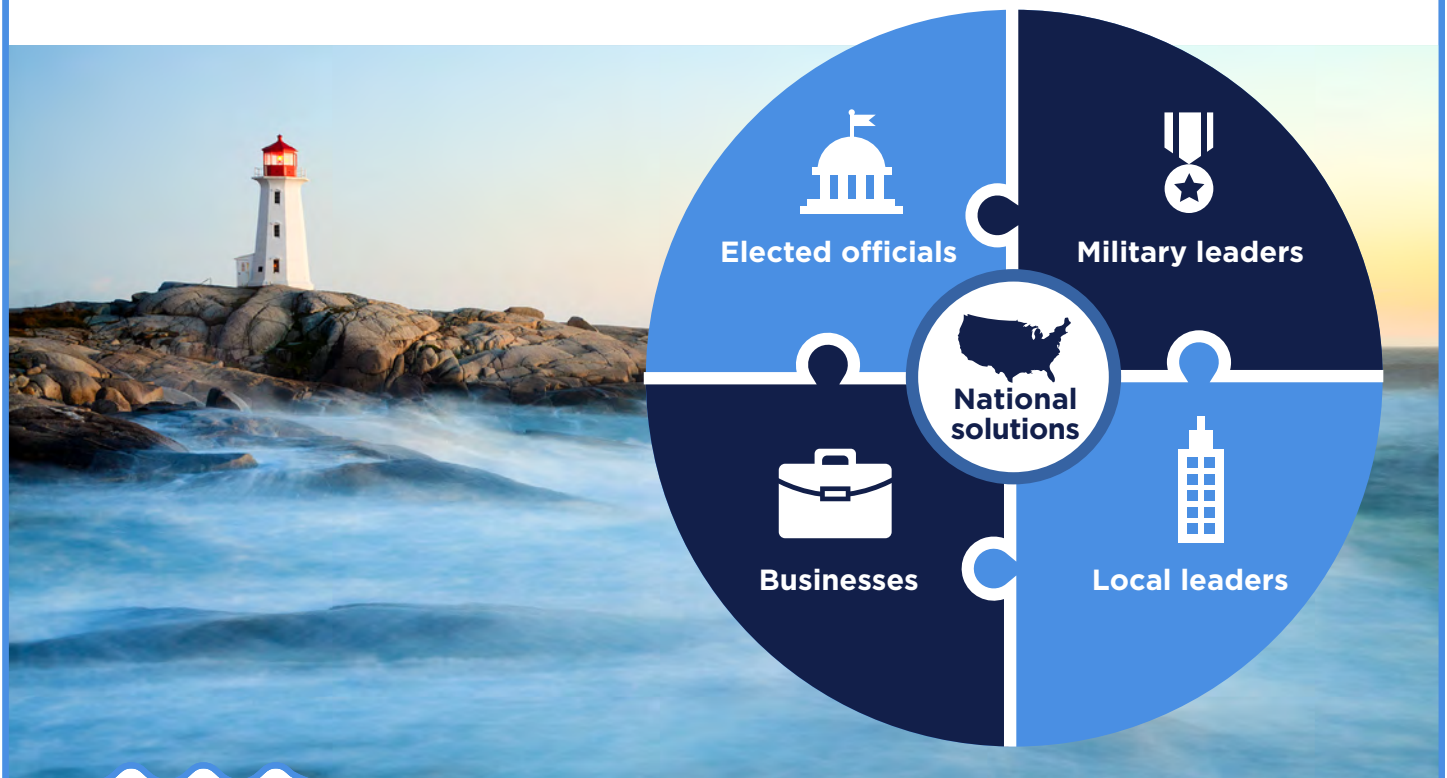 Elected officials
Military leaders
National
solutions
Businesses
Local leaders